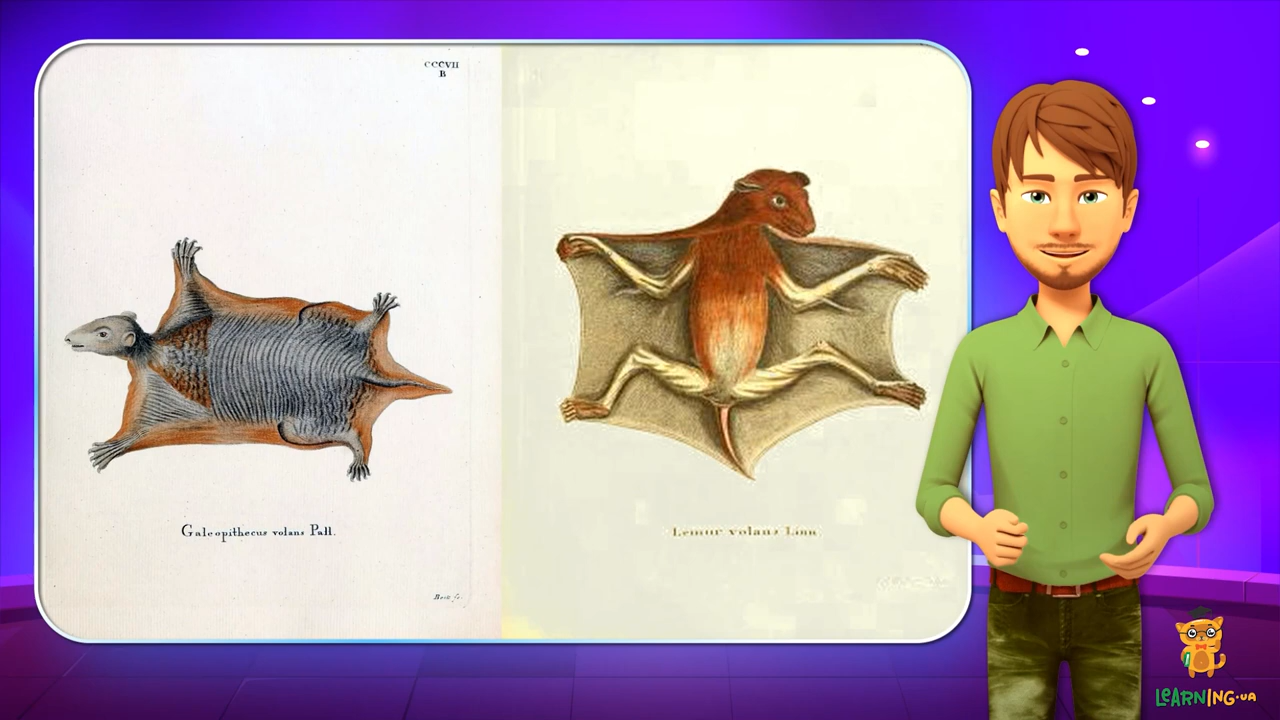 CCCVII
B
Galeopithecus volans Pall.
Lemur volans Linn
LEARNING.UA